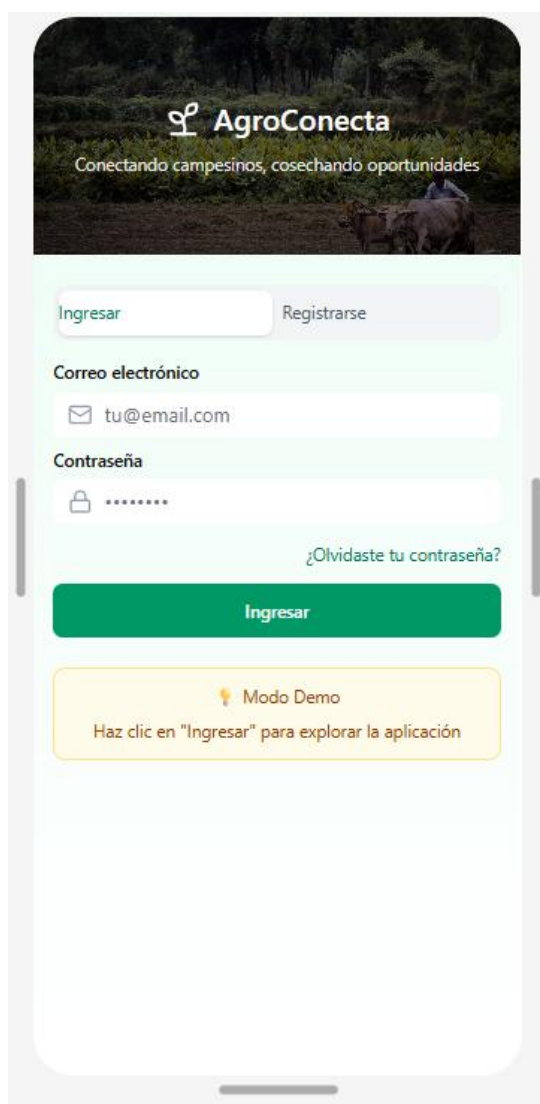 AgroConecta
Conectando campesinos, cosechando oportunidades
Ingresar Registrarse
Correo electrónico
tu@email.com
Contraseña
••••••••
¿Olvidaste tu contraseña?
Ingresar
Modo Demo
Haz clic en "Ingresar" para explorar la aplicación